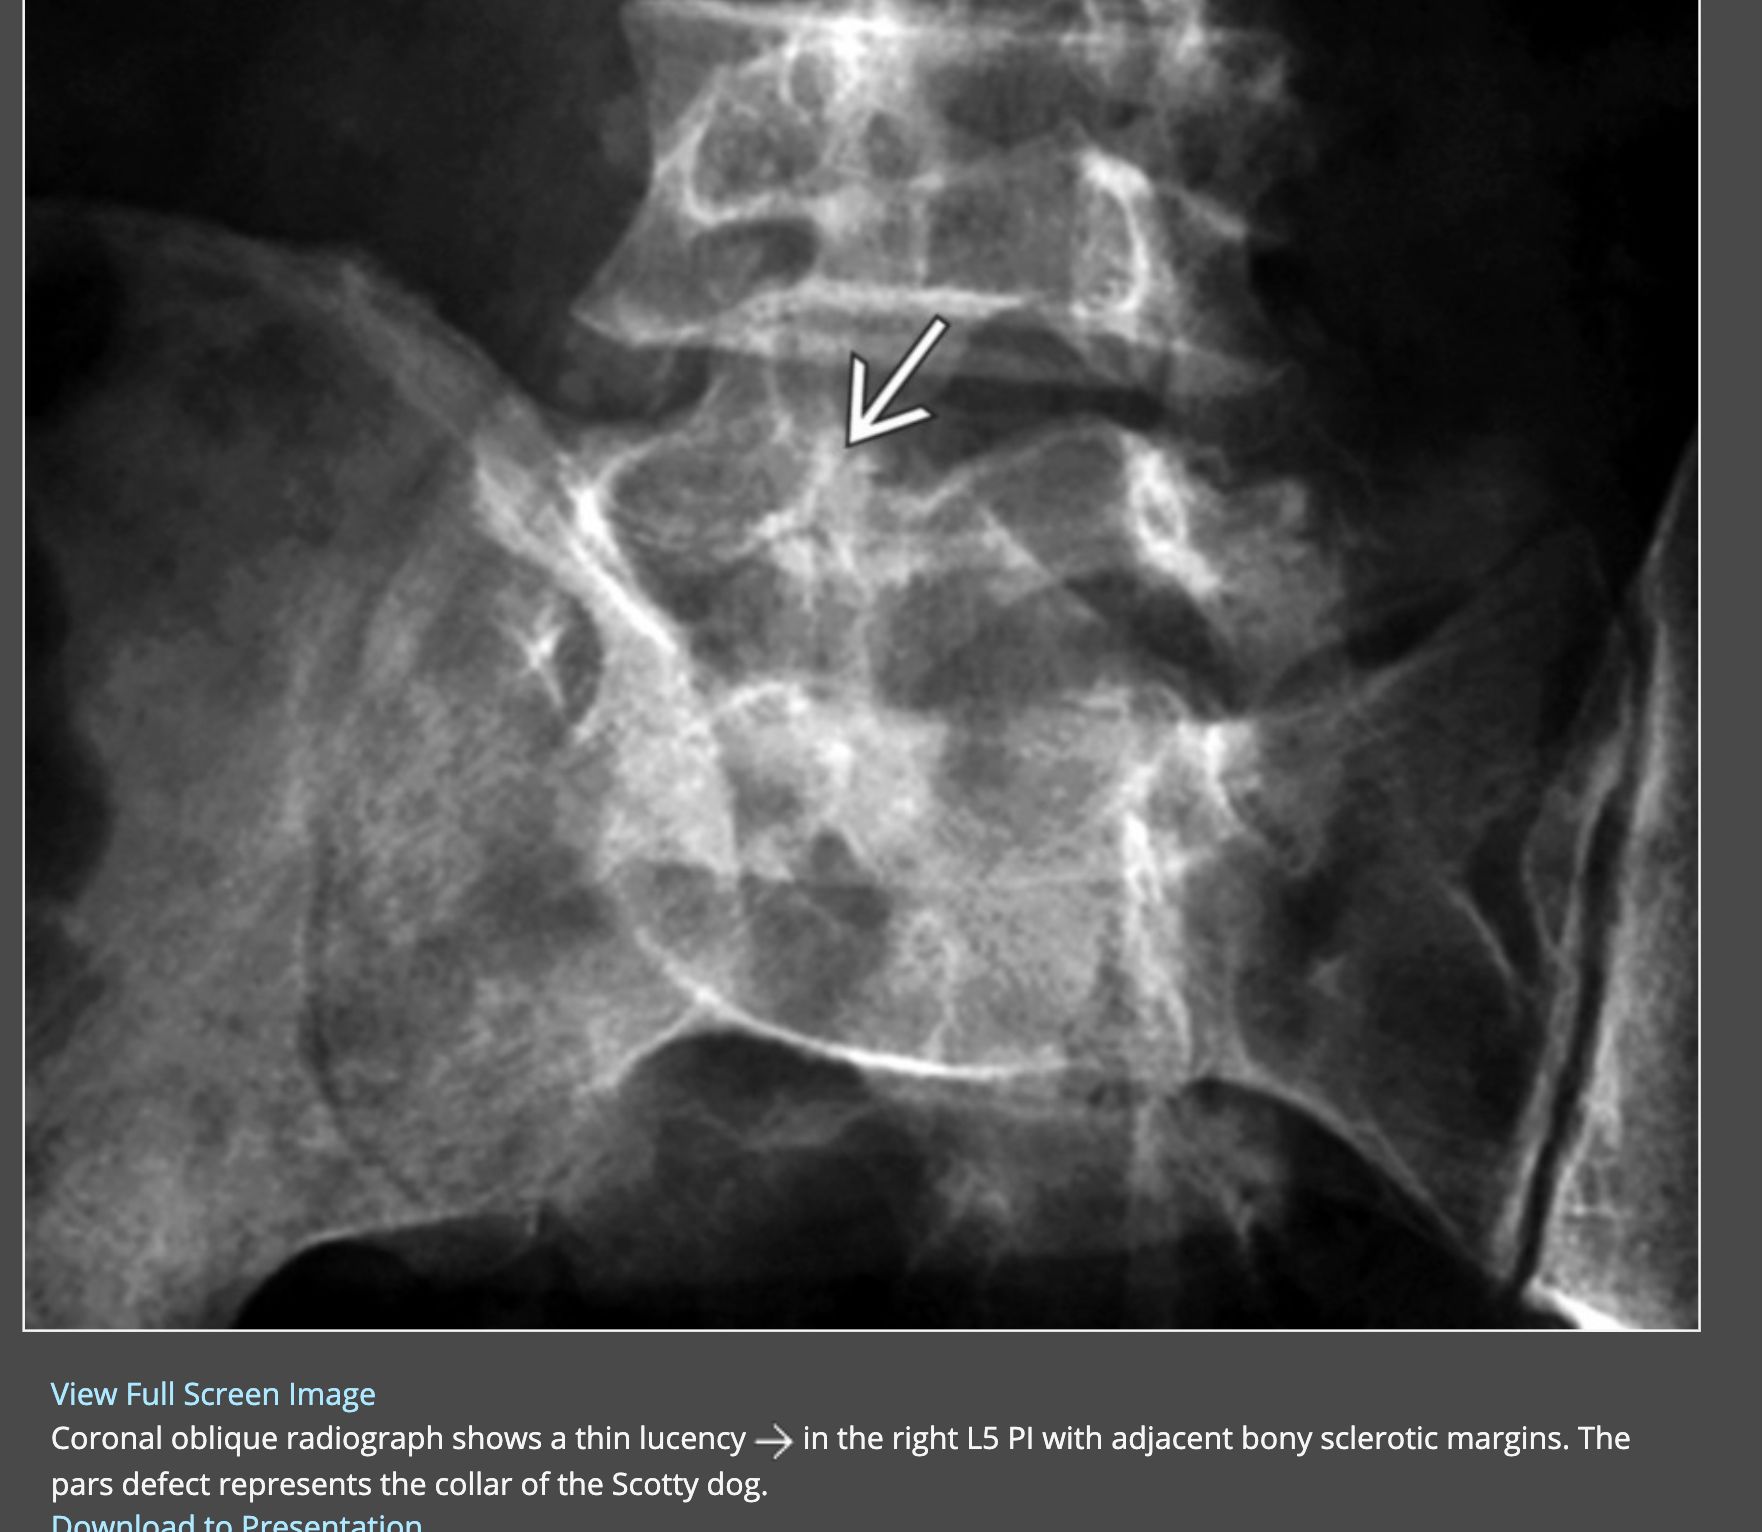 View Full Screen Image
Coronal oblique radiograph shows a thin lucency → in the right L5 PI with adjacent bony sclerotic margins. The
pars defect represents the collar of the Scotty dog.
Download to Presentation